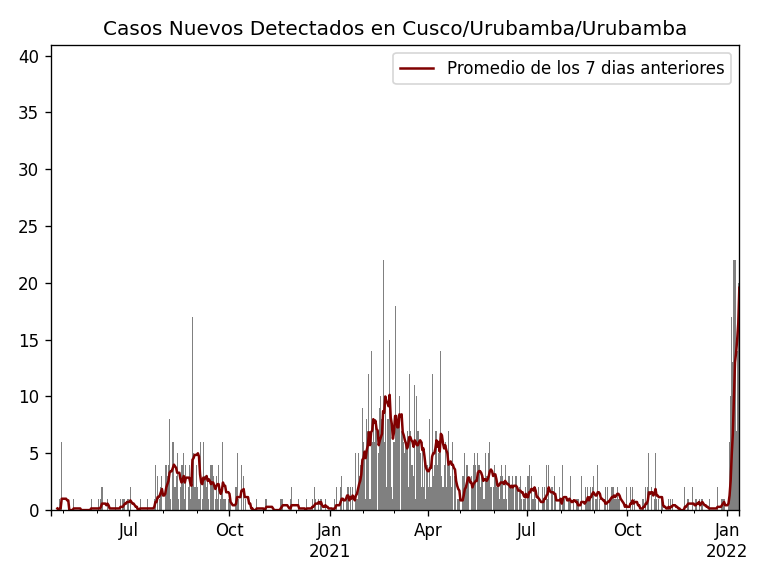 Casos Nuevos Detectados en Cusco/Urubamba/Urubamba
Promedio de los 7 dias anteriores
40
35
30
25
20
15
10
5
0
Jul
Oct
Jan
2021
Apr
Jul
Oct
Jan
2022